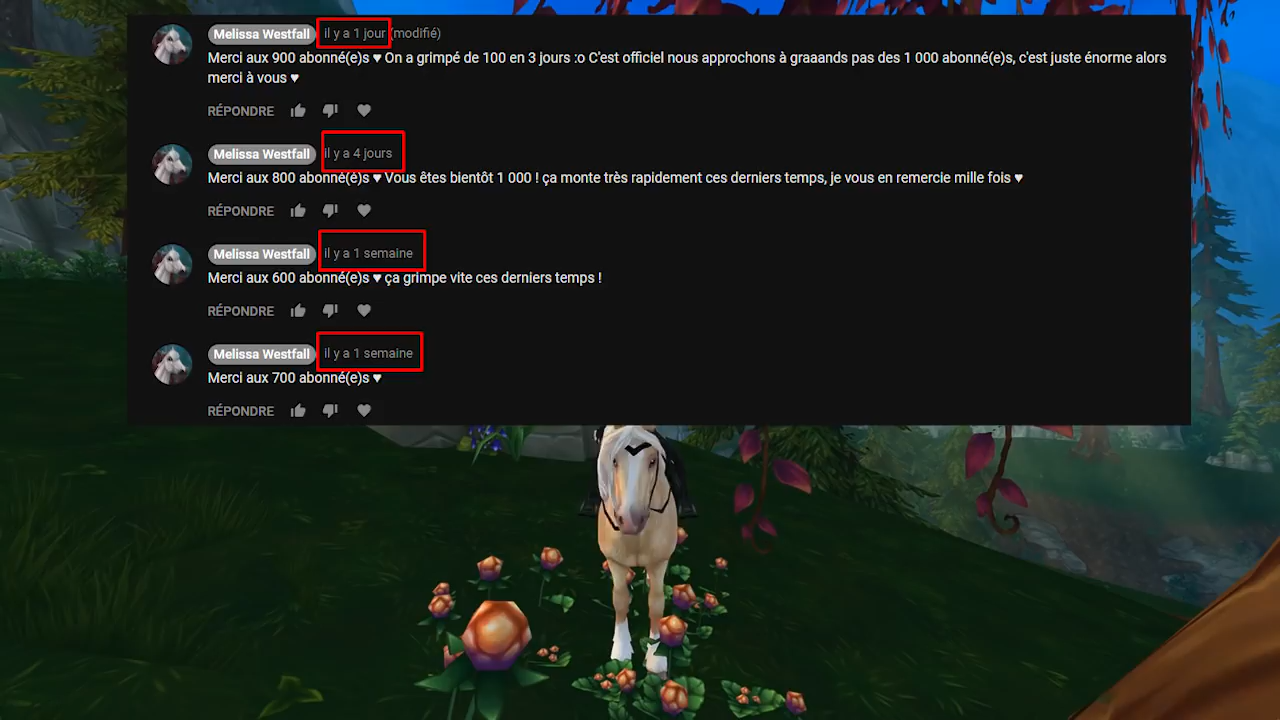 Melissa Westfall il y a 1 jour (modifié)
Merci aux 900 abonné(e)s ♥ On a grimpé de 100 en 3 jours :o C'est officiel nous approchons à graaands pas des 1 000 abonné(e)s, c'est juste énorme alors
merci à vous ♥
RÉPONDRE
Melissa Westfall il y a 4 jours
Merci aux 800 abonné(e)s ♥ Vous êtes bientôt 1 000 ! ça monte très rapidement ces derniers temps, je vous en remercie mille fois ♥
RÉPONDRE
Melissa Westfall il y a 1 semaine
Merci aux 600 abonné(e)s ♥ ça grimpe vite ces derniers temps !
RÉPONDRE
Melissa Westfall il y a 1 semaine
Merci aux 700 abonné(e)s ♥
RÉPONDRE